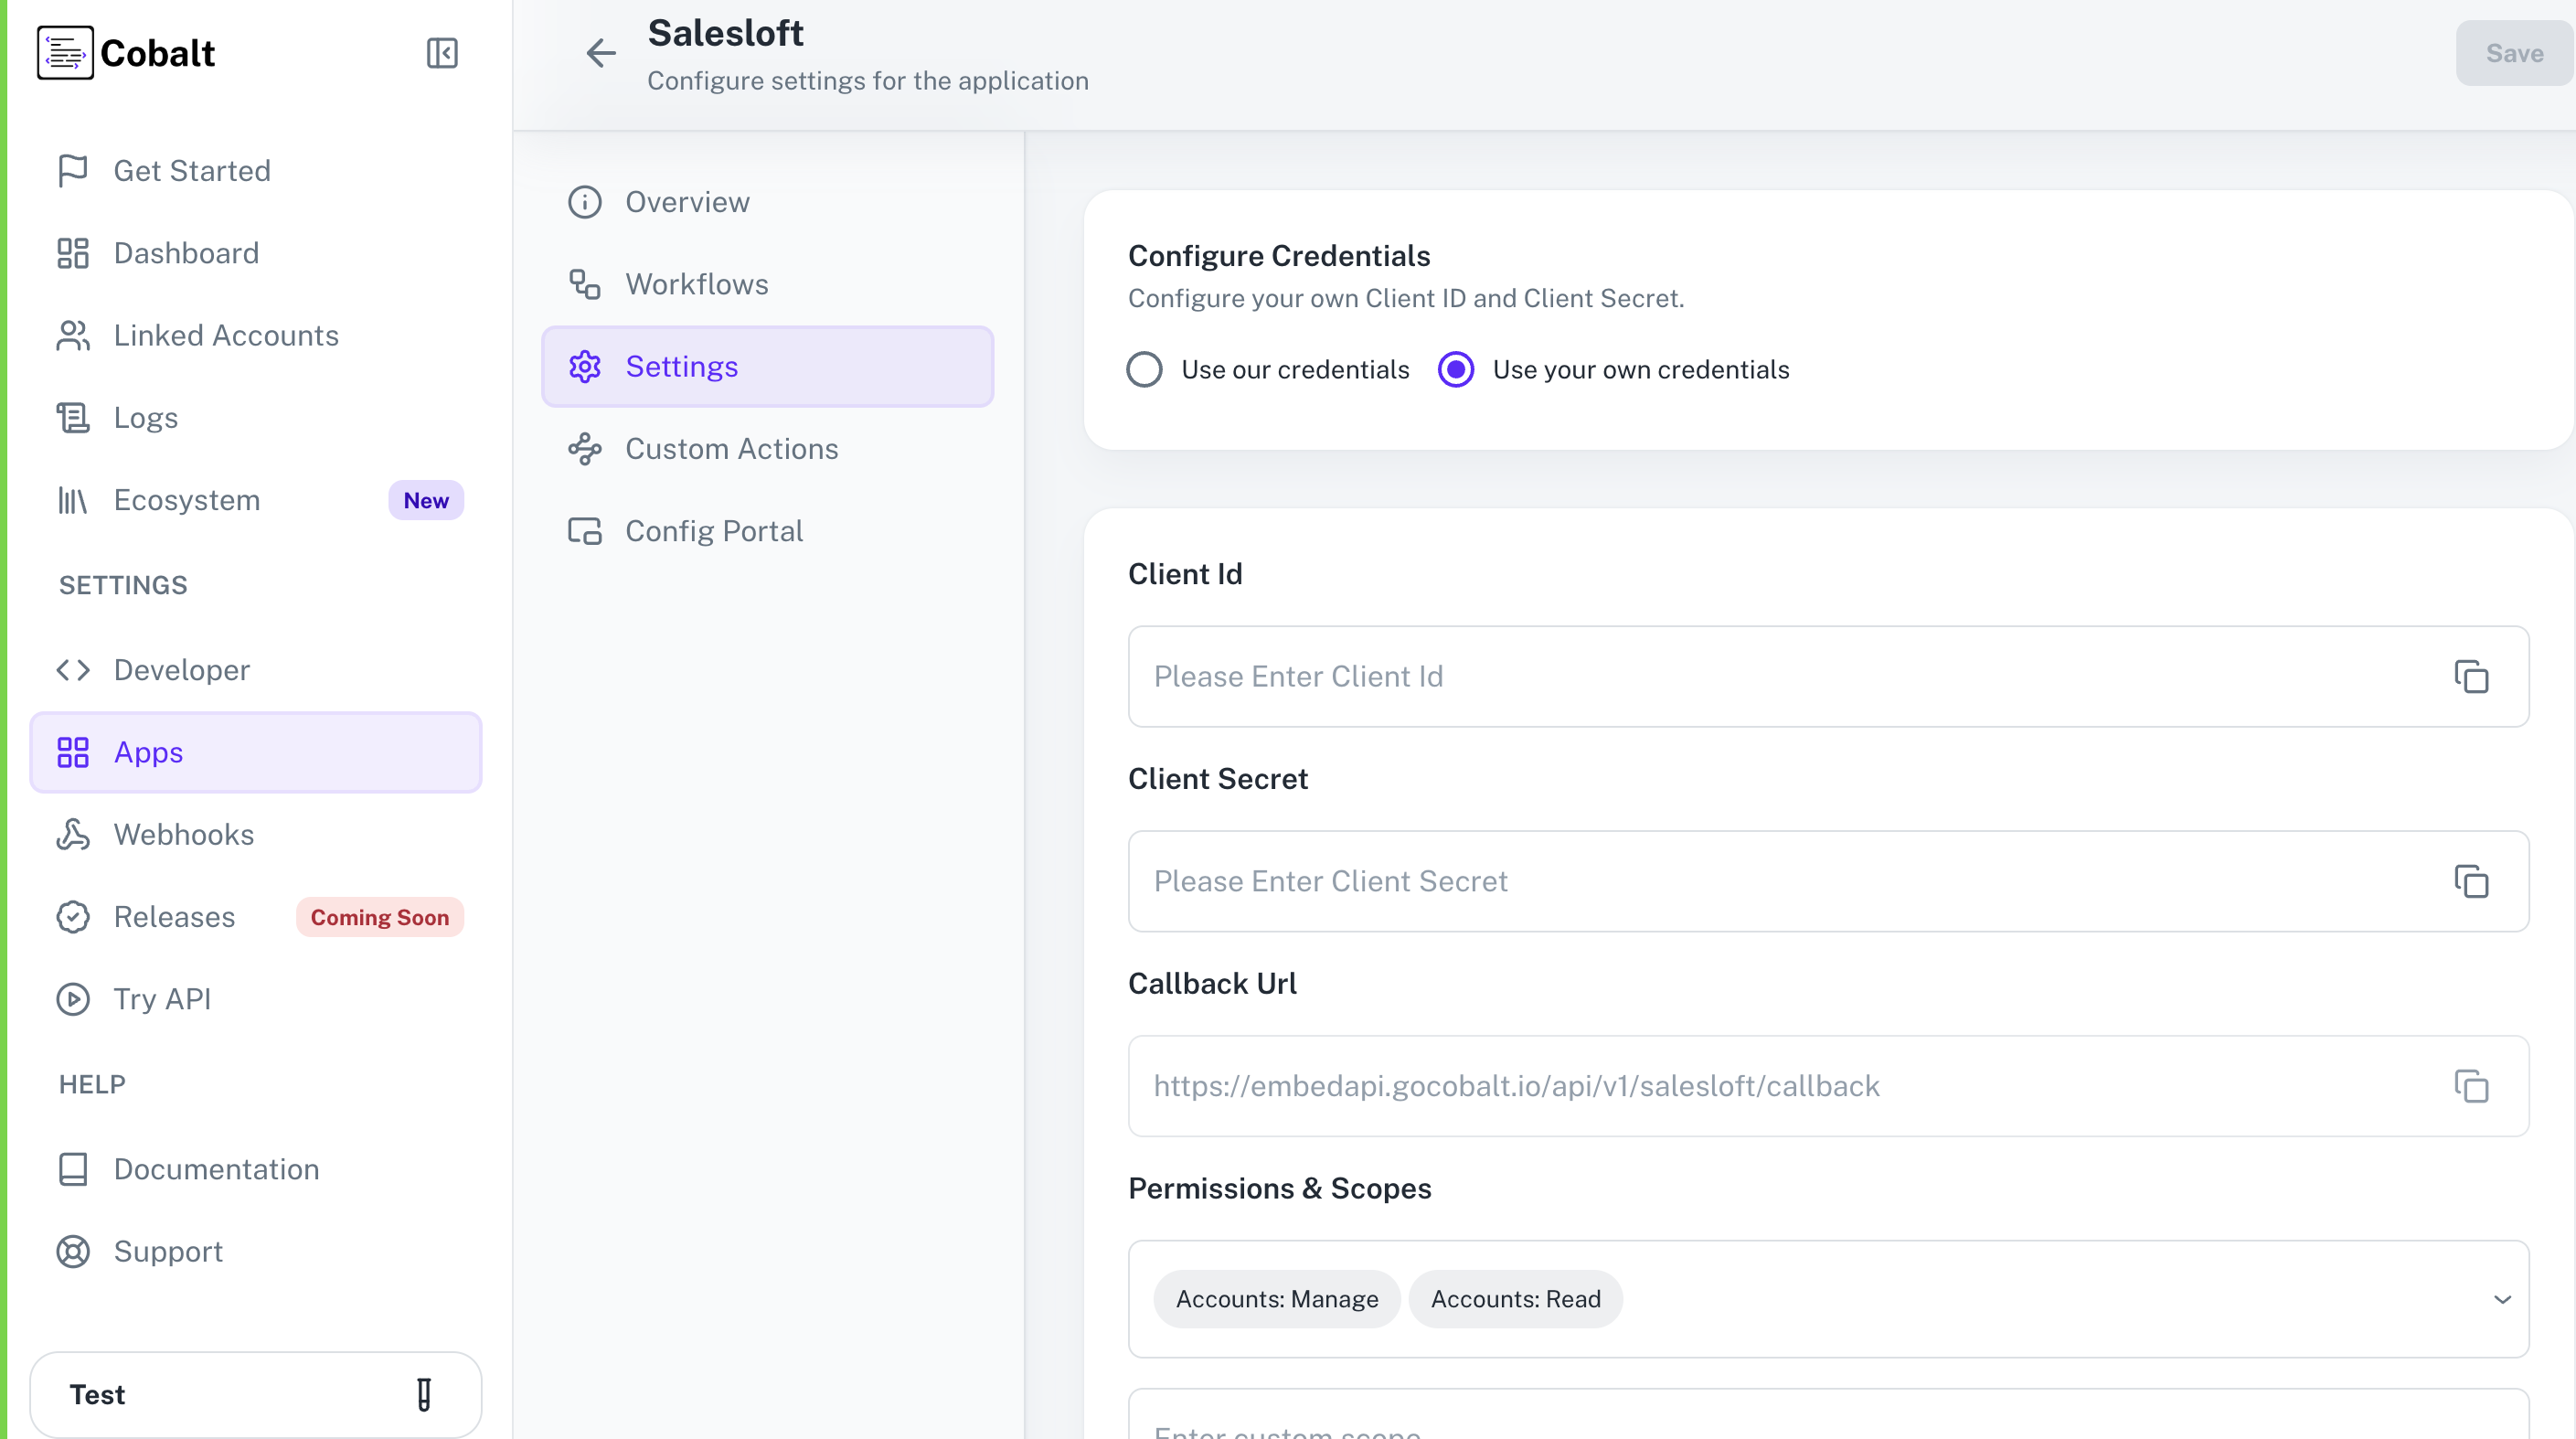 Cobalt
Get Started
Dashboard
Linked Accounts
Logs
Ecosystem
New
SETTINGS
Developer
Apps
Webhooks
Releases
Coming Soon
Try API
HELP
Documentation
Support
Test
Salesloft
Configure settings for the application
Save
Overview
Workflows
Settings
Custom Actions
Config Portal
Configure Credentials
Configure your own Client ID and Client Secret.
Use our credentials
Use your own credentials
Client Id
Please Enter Client Id
Client Secret
Please Enter Client Secret
Callback Url
https://embedapi.gocobalt.io/api/v1/salesloft/callback
Permissions & Scopes
Accounts: Manage
Accounts: Read
Enter custom scope